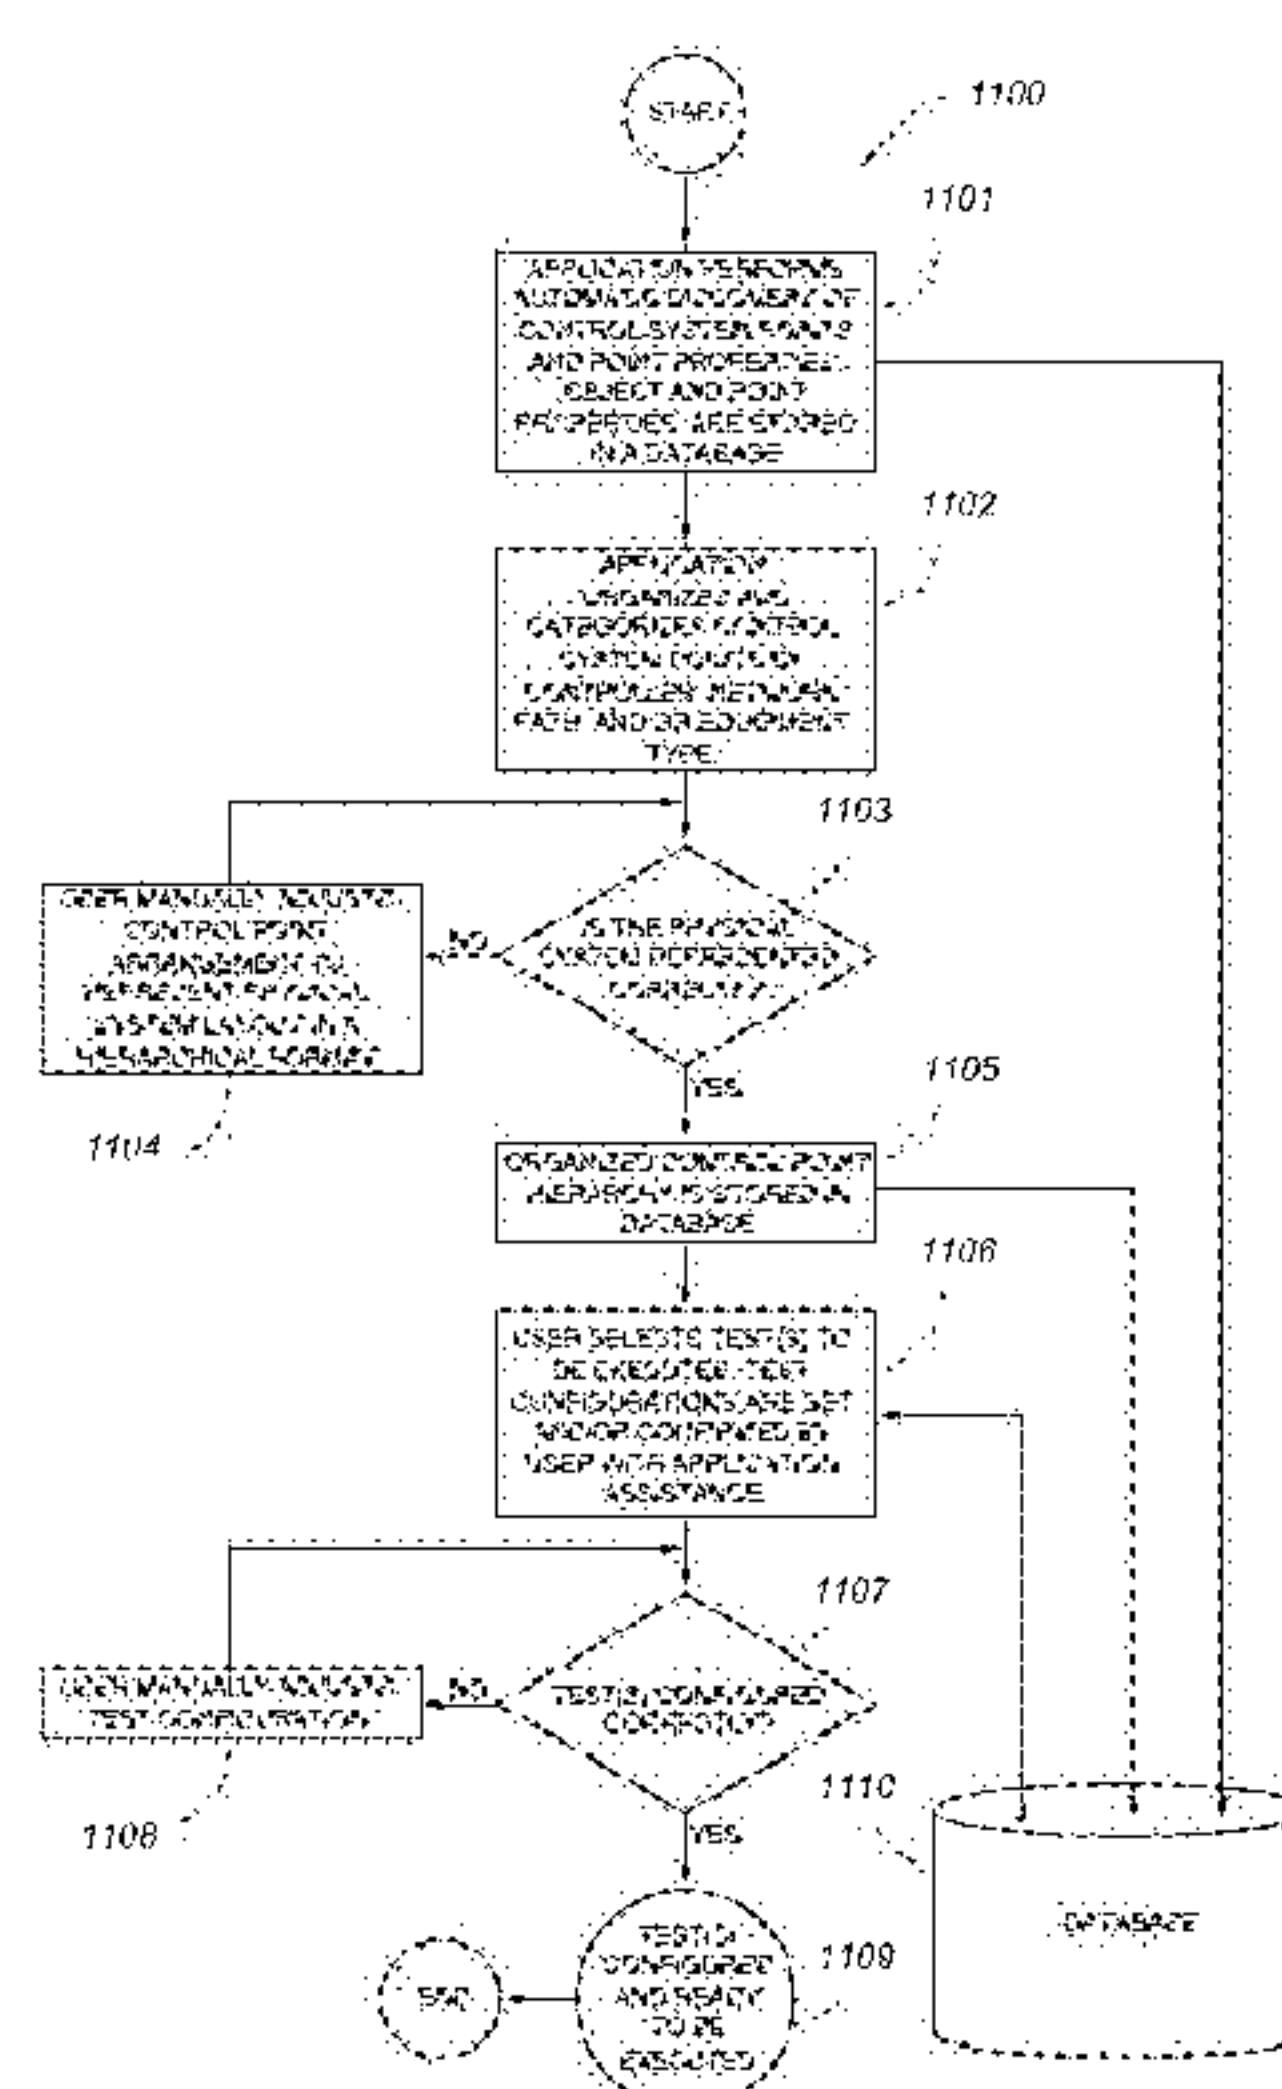 START
1100
1101
APPLICATION PERFORMS
AUTOMATIC DISCOVERY OF
CONTROL SYSTEM POINTS
AND POINT PROPERTIES.
OBJECT AND POINT
PROPERTIES ARE STORED
IN A DATABASE
1102
APPLICATION
ORGANIZES AND
CATEGORIZES CONTROL
SYSTEM POINTS BY
CONTROLLER, NETWORK
PATH, AND/OR EQUIPMENT
TYPE.
1103
IS THE PHYSICAL
SYSTEM REPRESENTED
CORRECTLY?
NO
USER MANUALLY ADJUSTS
CONTROL POINT
ARRANGEMENT TO
REPRESENT PHYSICAL
SYSTEM LAYOUT IN A
HIERARCHICAL FORMAT
1104
YES
1105
ORGANIZED CONTROL POINT
HIERARCHY IS STORED IN
DATABASE
1106
USER SELECTS TEST(S) TO
BE EXECUTED. TEST
CONFIGURATIONS ARE SET
AND/OR CONFIRMED BY
USER WITH APPLICATION
ASSISTANCE
1107
TEST(S) CONFIGURED
CORRECTLY?
NO
USER MANUALLY ADJUSTS
TEST CONFIGURATION
1108
YES
1110
DATABASE
1109
TEST(S)
CONFIGURED
AND READY
TO BE
EXECUTED
END